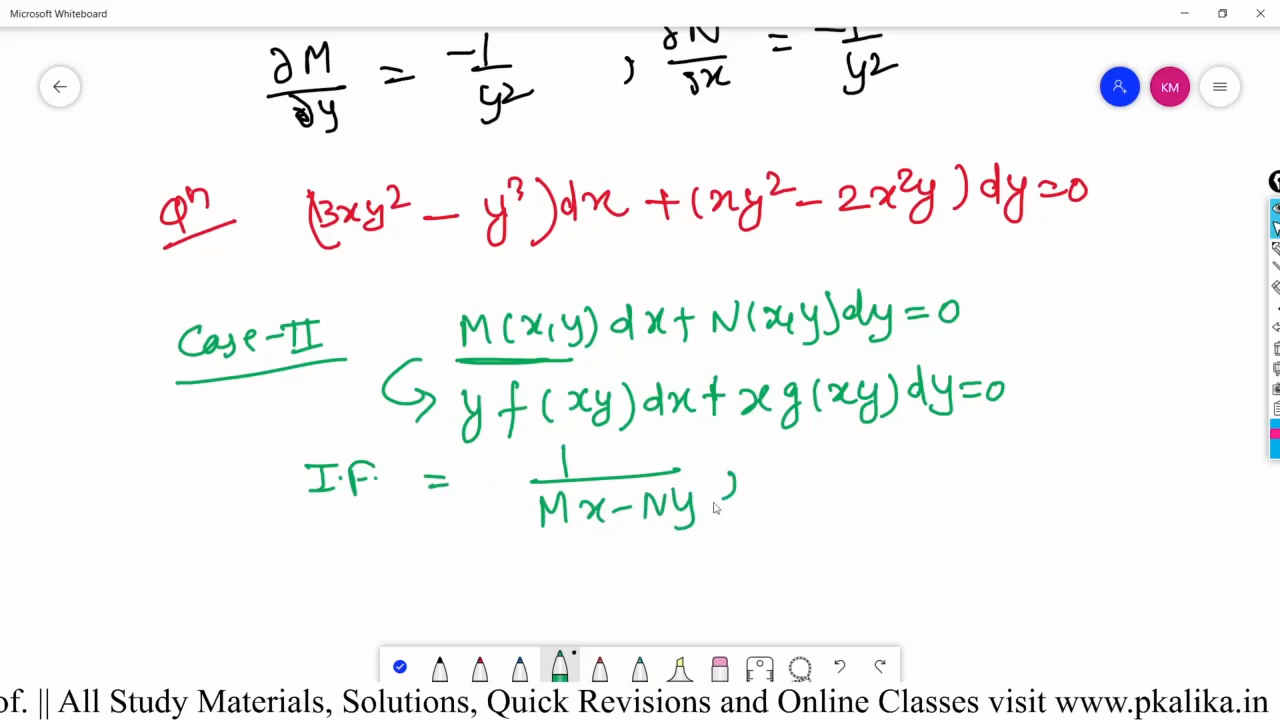 Microsoft Whiteboard
∂M/∂y = -1/y2 , ∂N/∂x = -1/y2
KM
Qn (3xy2 - y3)dx + (xy2 - 2x2y)dy=0
Case-II M(x,y)dx+N(x,y)dy=0
y f(xy)dx+xg(xy)dy=0
I.F. = 1/Mx-Ny ,
of. || All Study Materials, Solutions, Quick Revisions and Online Classes visit www.pkalika.in